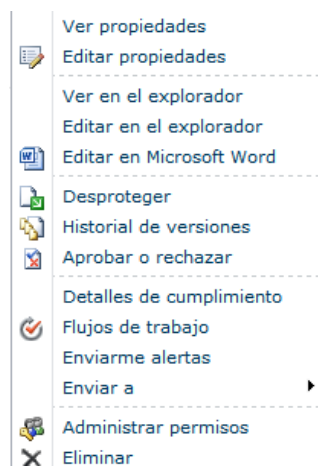 Ver propiedades
Editar propiedades
Ver en el explorador
Editar en el explorador
Editar en Microsoft Word
Desproteger
Historial de versiones
Aprobar o rechazar
Detalles de cumplimiento
Flujos de trabajo
Enviarme alertas
Enviar a
Administrar permisos
Eliminar